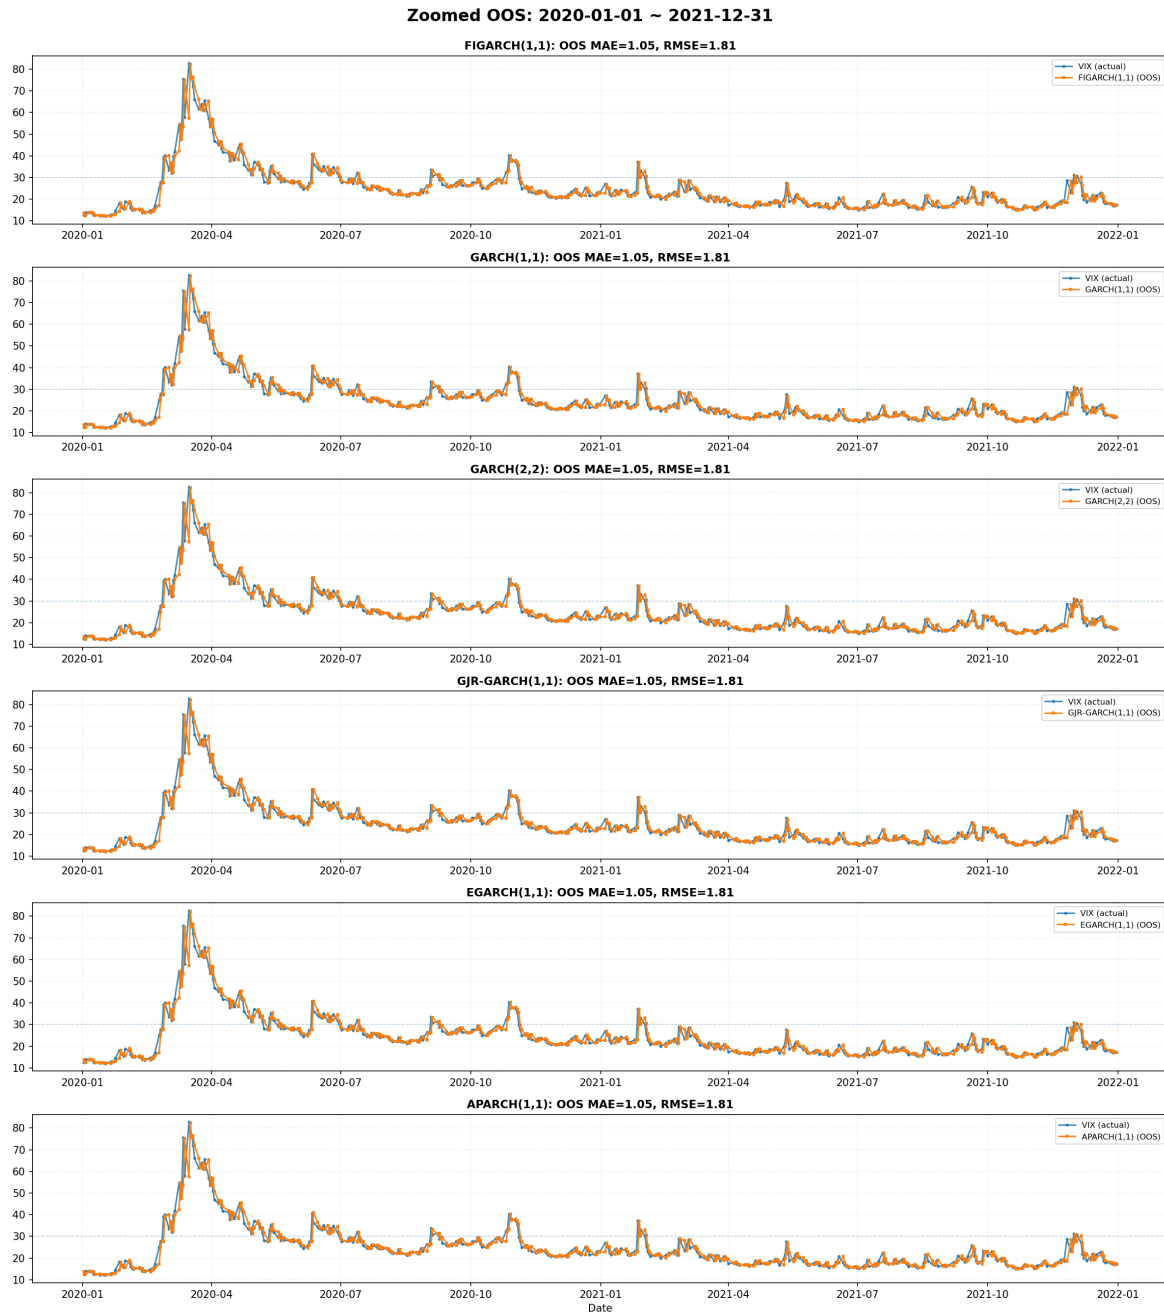 Zoomed OOS: 2020-01-01 ~ 2021-12-31
FIGARCH(1,1): OOS MAE=1.05, RMSE=1.81
VIX (actual)
FIGARCH(1,1) (OOS)
80
70
60
50
40
30
20
10
2020-01 2020-04 2020-07 2020-10 2021-01 2021-04 2021-07 2021-10 2022-01
GARCH(1,1): OOS MAE=1.05, RMSE=1.81
VIX (actual)
GARCH(1,1) (OOS)
80
70
60
50
40
30
20
10
2020-01 2020-04 2020-07 2020-10 2021-01 2021-04 2021-07 2021-10 2022-01
GARCH(2,2): OOS MAE=1.05, RMSE=1.81
VIX (actual)
GARCH(2,2) (OOS)
80
70
60
50
40
30
20
10
2020-01 2020-04 2020-07 2020-10 2021-01 2021-04 2021-07 2021-10 2022-01
GJR-GARCH(1,1): OOS MAE=1.05, RMSE=1.81
VIX (actual)
GJR-GARCH(1,1) (OOS)
80
70
60
50
40
30
20
10
2020-01 2020-04 2020-07 2020-10 2021-01 2021-04 2021-07 2021-10 2022-01
EGARCH(1,1): OOS MAE=1.05, RMSE=1.81
VIX (actual)
EGARCH(1,1) (OOS)
80
70
60
50
40
30
20
10
2020-01 2020-04 2020-07 2020-10 2021-01 2021-04 2021-07 2021-10 2022-01
APARCH(1,1): OOS MAE=1.05, RMSE=1.81
VIX (actual)
APARCH(1,1) (OOS)
80
70
60
50
40
30
20
10
2020-01 2020-04 2020-07 2020-10 2021-01 2021-04 2021-07 2021-10 2022-01
Date